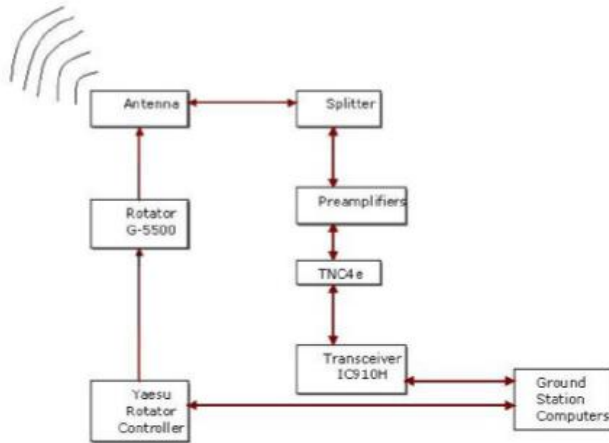 Antenna
Splitter
Rotator
G-5500
Preamplifiers
TNC4e
Transceiver
IC910H
Yaesu
Rotator
Controller
Ground
Station
Computers